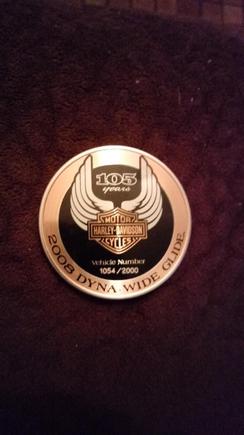 105
years
MOTOR
HARLEY-DAVIDSON
CYCLES
Vehicle Number
1054/2000
2008 DYNA WIDE GLIDE